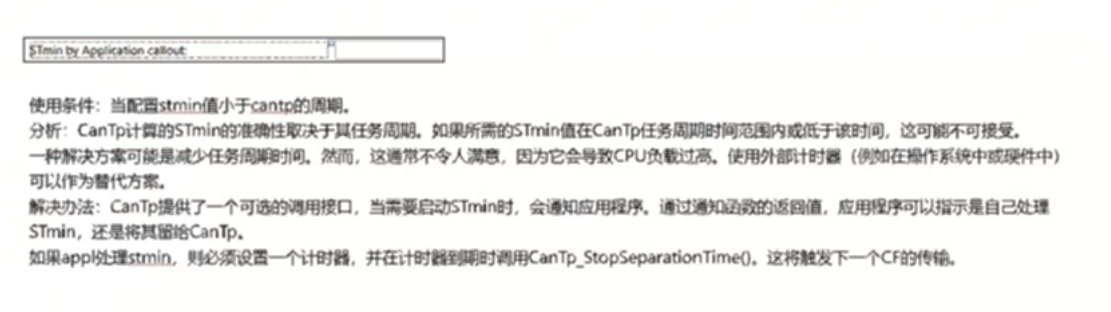 STmin by Application callout:
使用条件：当配置stmin值小于cantp的周期。
分析：CanTp计算的STmin的准确性取决于其任务周期。如果所需的STmin值在CanTp任务周期时间范围内或低于该时间，这可能不可接受。
一种解决方案可能是减少任务周期时间。然而，这通常不令人满意，因为它会导致CPU负载过高。使用外部计时器（例如在操作系统中或硬件中）
可以作为替代方案。
解决办法：CanTp提供了一个可选的调用接口，当需要启动STmin时，会通知应用程序。通过通知函数的返回值，应用程序可以指示是自己处理
STmin，还是将其留给CanTp。
如果appl处理stmin，则必须设置一个计时器，并在计时器到期时调用CanTp_StopSeparationTime()。这将触发下一个CF的传输。